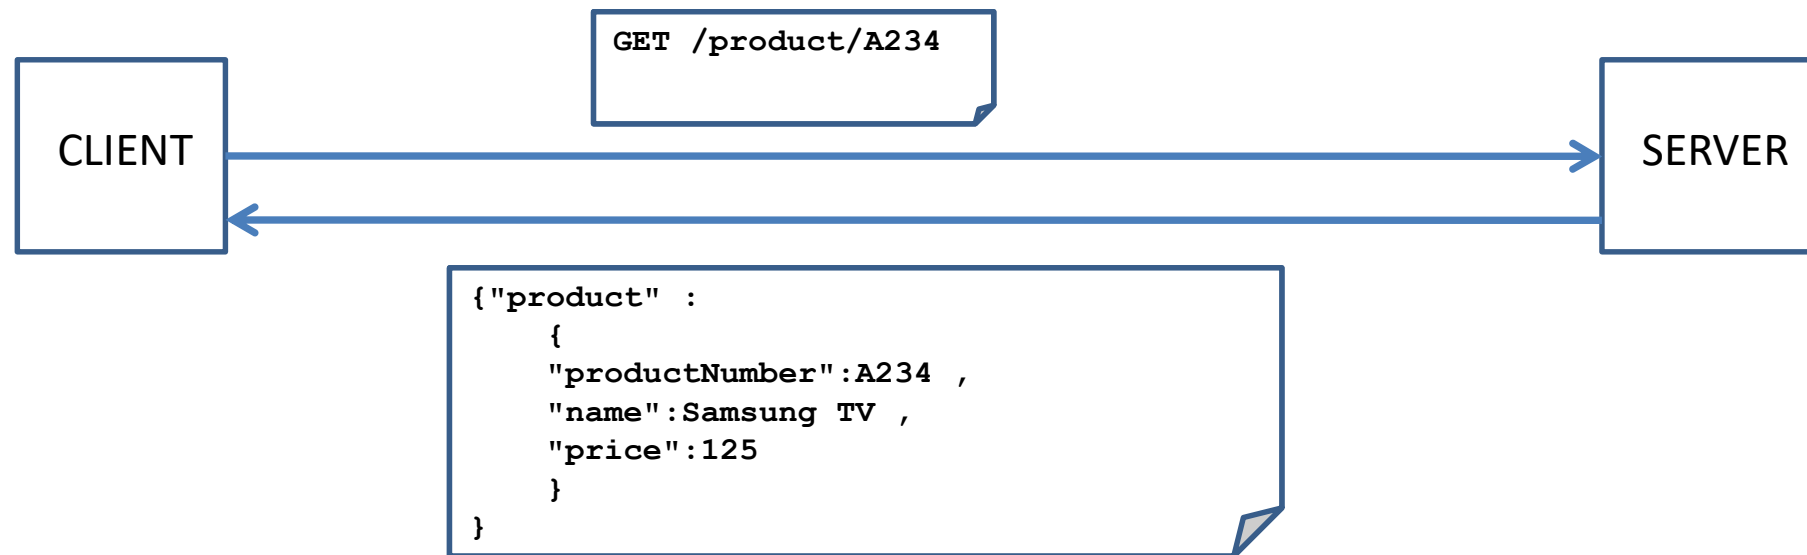 GET /product/A234
CLIENT
SERVER
{"product" :
{
"productNumber":A234 ,
"name":Samsung TV ,
"price":125
}
}